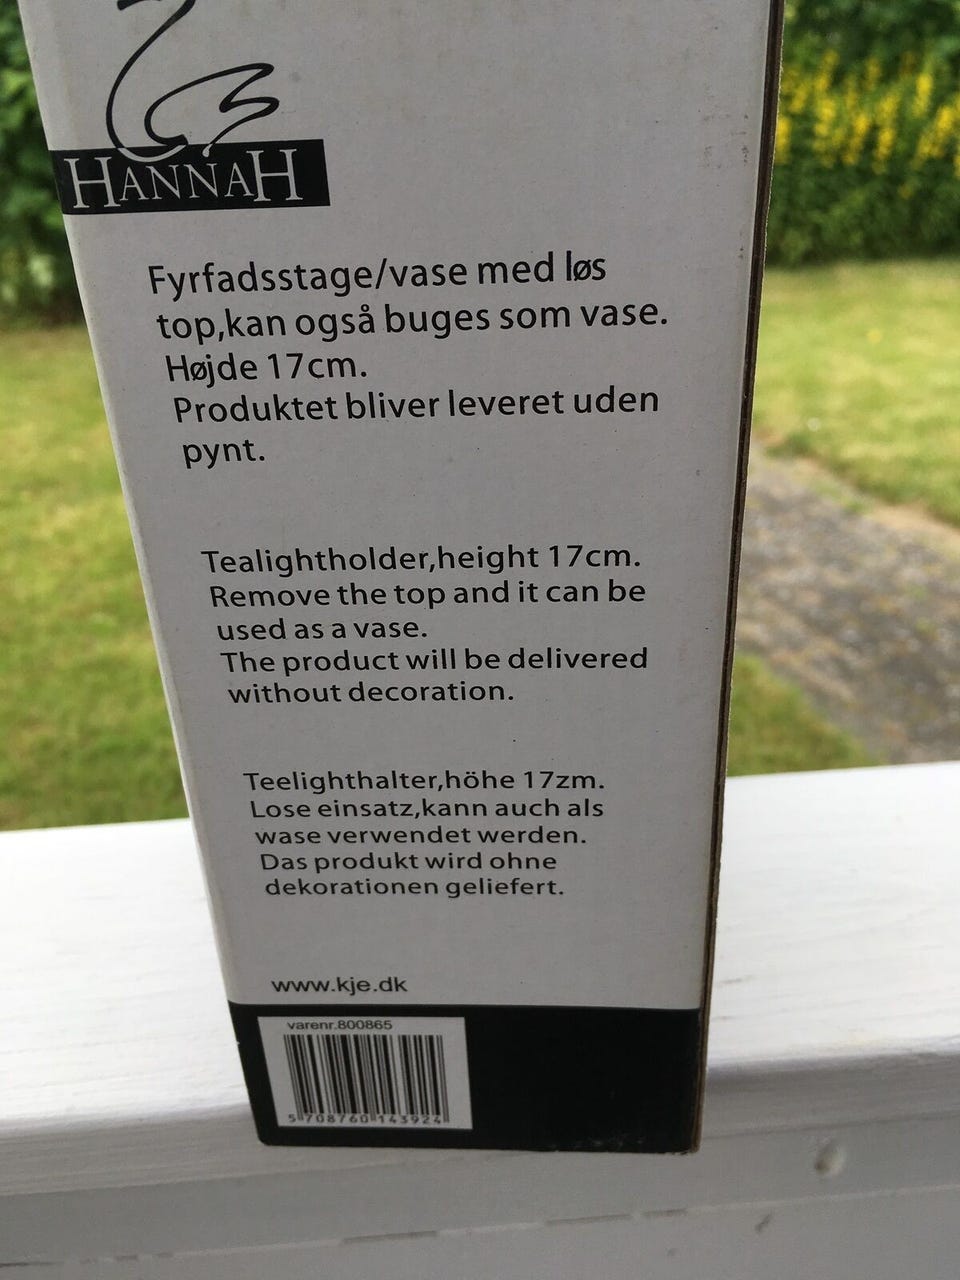 HANNAH
Fyrfadsstage/vase med løs
top,kan også buges som vase.
Højde 17cm.
Produktet bliver leveret uden
pynt.
Tealightholder,height 17cm.
Remove the top and it can be
used as a vase.
The product will be delivered
without decoration.
Teelighthalter,höhe 17zm.
Lose einsatz,kann auch als
wase verwendet werden.
Das produkt wird ohne
dekorationen geliefert.
www.kje.dk
varenr.800865
5 708760 143924